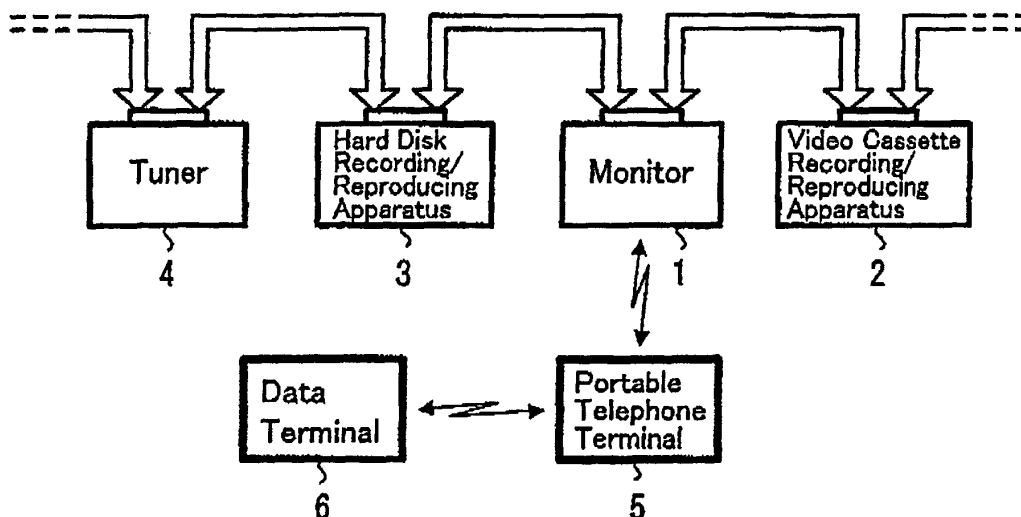 Tuner
4
Hard Disk
Recording/
Reproducing
Apparatus
3
Monitor
1
Video Cassette
Recording/
Reproducing
Apparatus
2
Data
Terminal
6
Portable
Telephone
Terminal
5